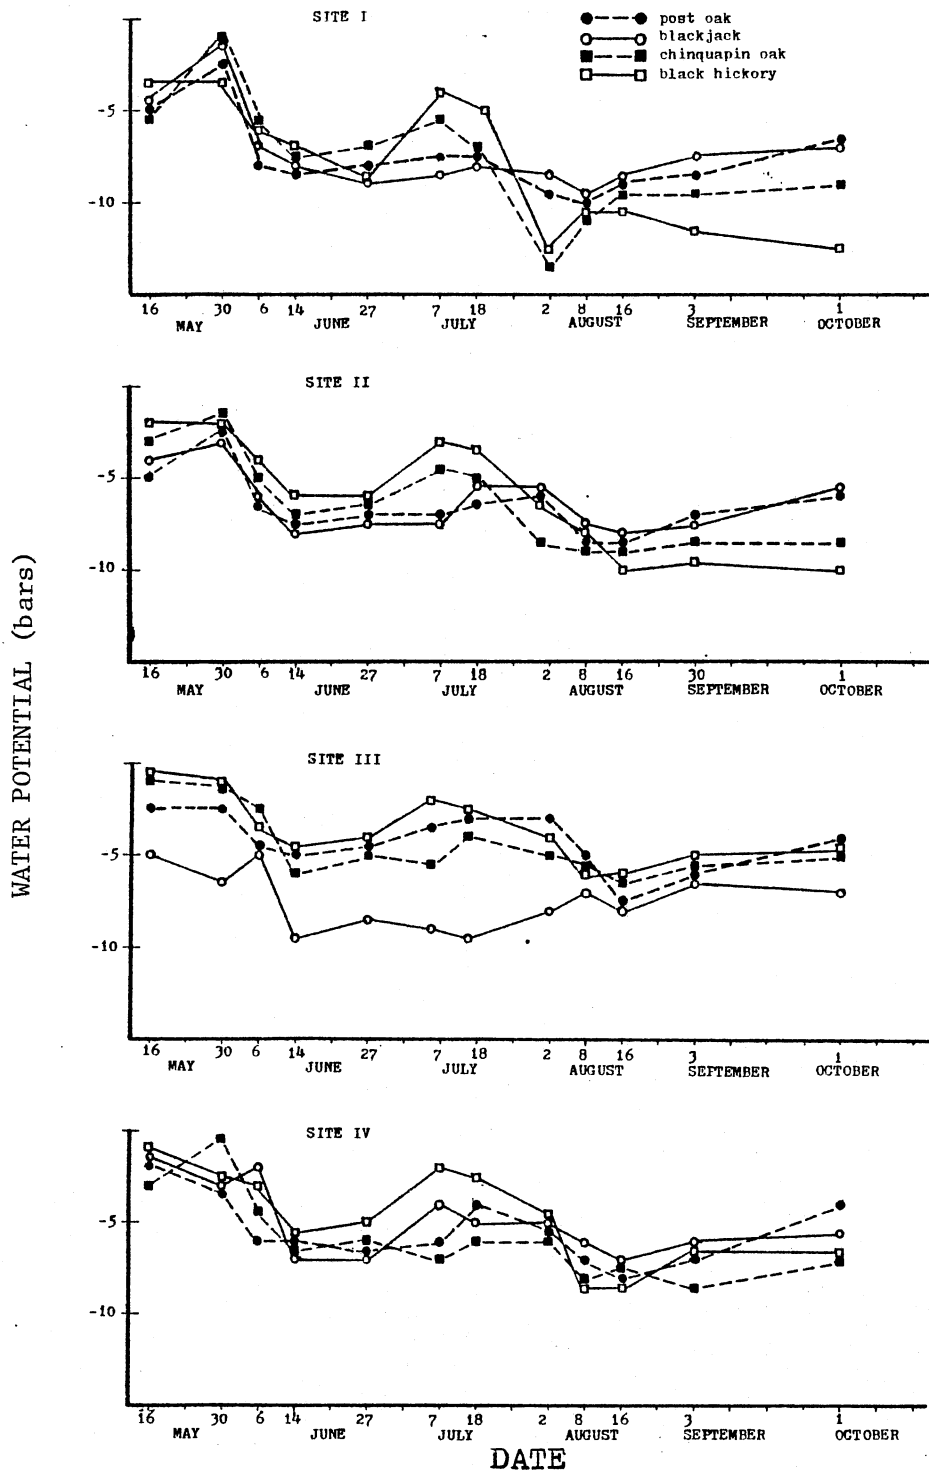 SITE I
post oak
blackjack
chinquapin oak
black hickory
-5
-10
16 30 6 14 27 7 18 2 8 16 3 1
MAY JUNE JULY AUGUST SEPTEMBER OCTOBER
SITE II
-5
-10
16 30 6 14 27 7 18 2 8 16 30 1
MAY JUNE JULY AUGUST SEPTEMBER OCTOBER
WATER POTENTIAL (bars)
SITE III
-5
-10
16 30 6 14 27 7 18 2 8 16 3 1
MAY JUNE JULY AUGUST SEPTEMBER OCTOBER
SITE IV
-5
-10
16 30 6 14 27 7 18 2 8 16 3 1
MAY JUNE JULY AUGUST SEPTEMBER OCTOBER
DATE